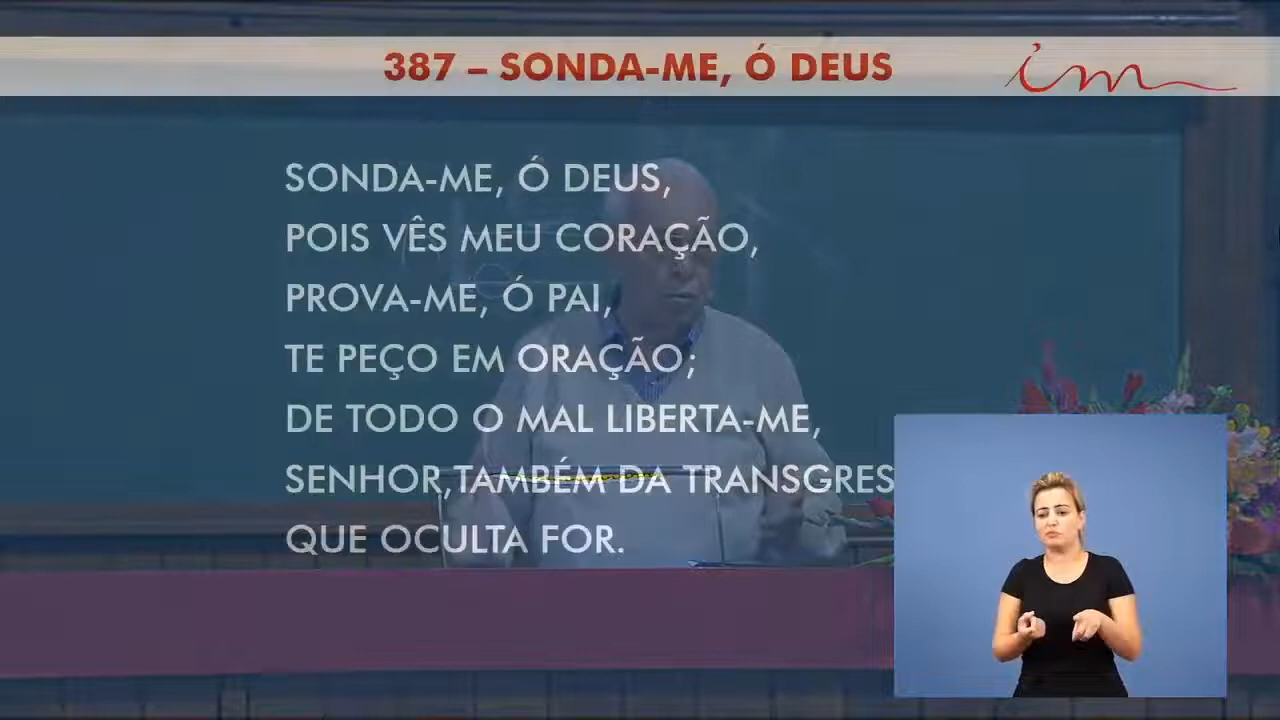 387 – SONDA-ME, Ó DEUS
im
SONDA-ME, Ó DEUS,
POIS VÊS MEU CORAÇÃO,
PROVA-ME, Ó PAI,
TE PEÇO EM ORAÇÃO;
DE TODO O MAL LIBERTA-ME,
SENHOR,TAMBÉM DA TRANSGRES
QUE OCULTA FOR.